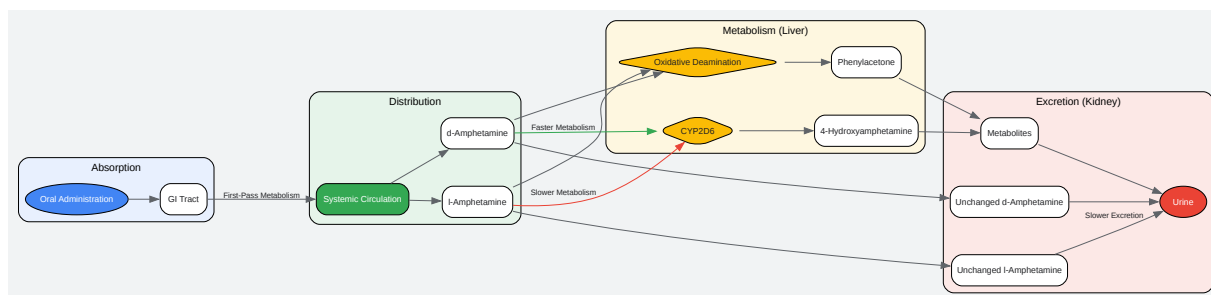 Absorption
Oral Administration
GI Tract
First-Pass Metabolism
Distribution
Systemic Circulation
d-Amphetamine
l-Amphetamine
Faster Metabolism
Slower Metabolism
Metabolism (Liver)
Oxidative Deamination
Phenylacetone
CYP2D6
4-Hydroxyamphetamine
Excretion (Kidney)
Metabolites
Unchanged d-Amphetamine
Slower Excretion
Unchanged l-Amphetamine
Urine